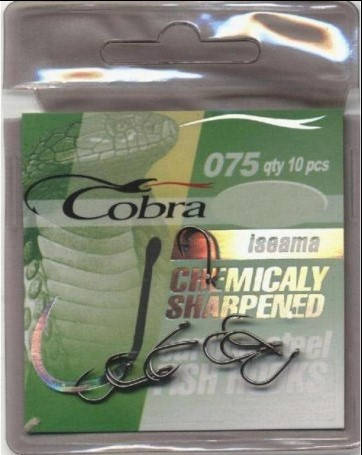 075 qty 10 pcs
Cobra
iseama
CHEMICALY
SHARPENED
FISH HOOKS